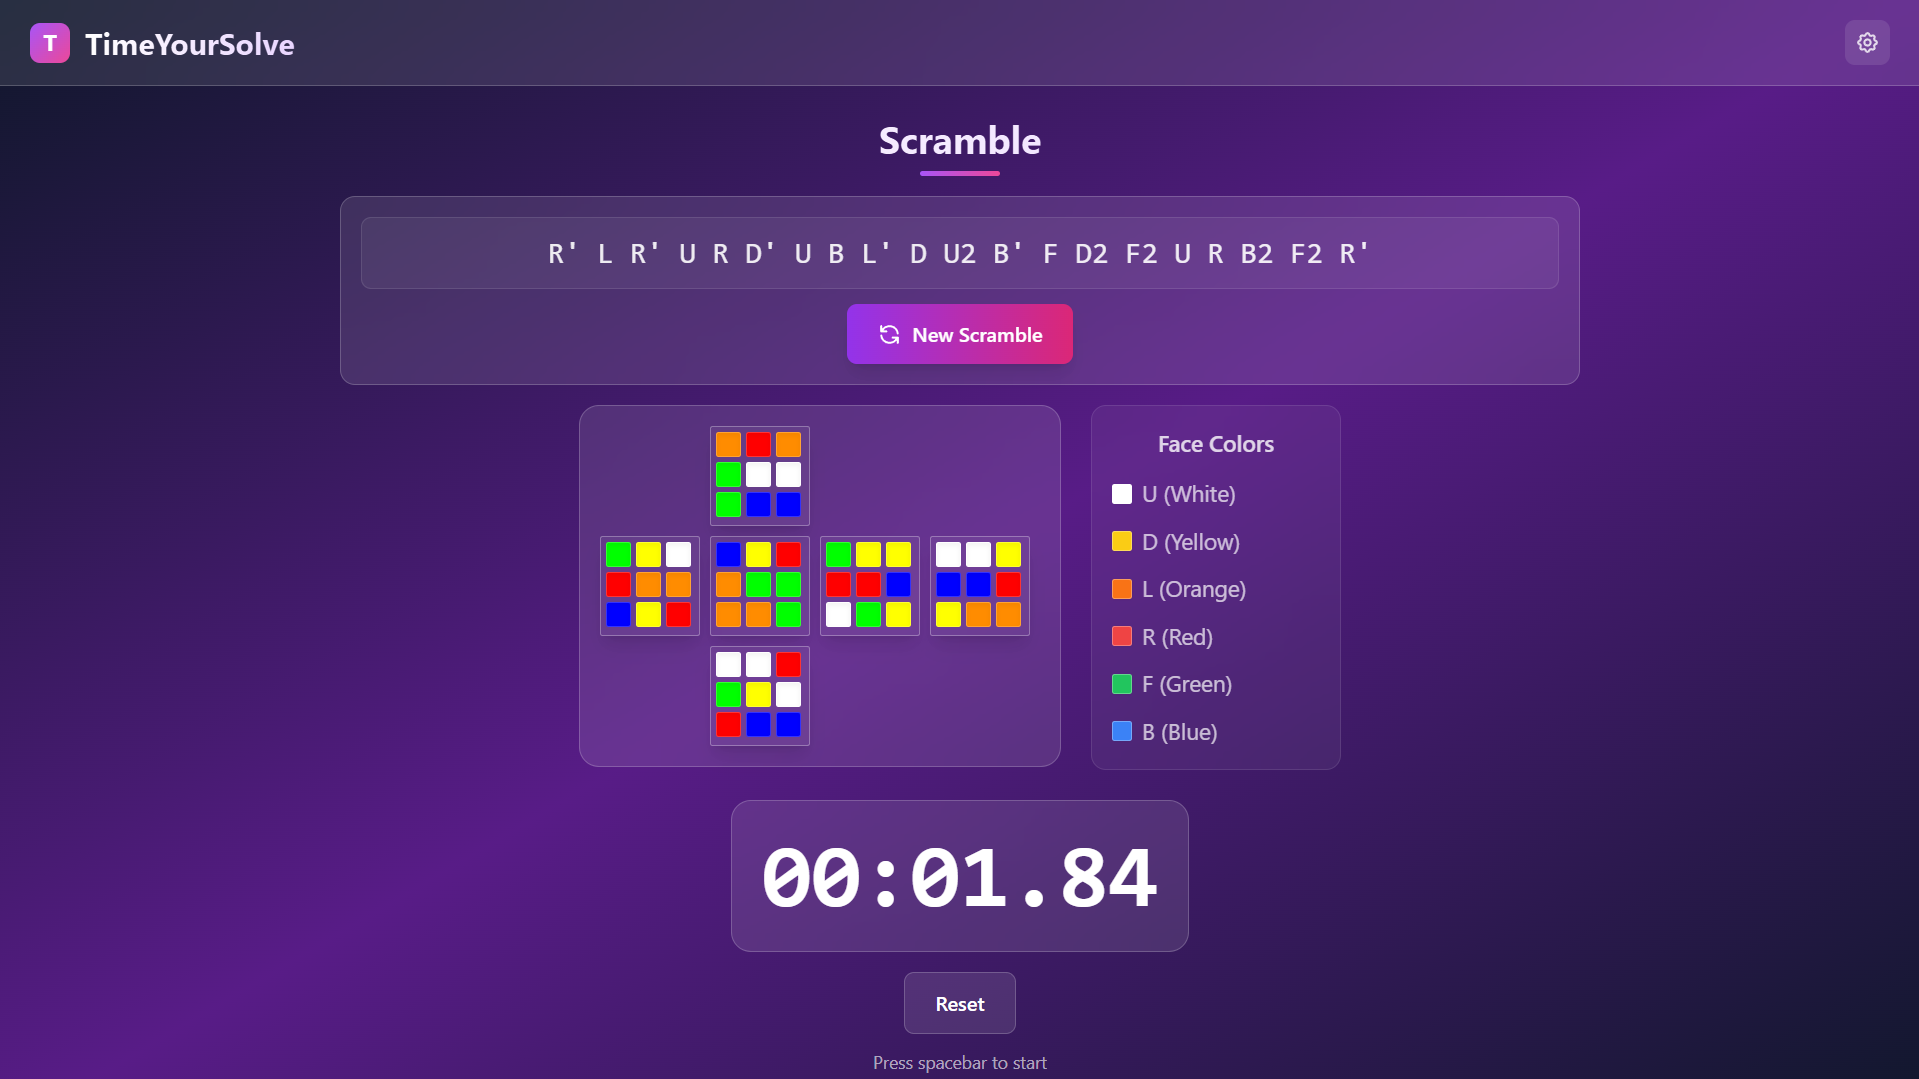 T TimeYourSolve
Scramble
R' L R' U R D' U B L' D U2 B' F D2 F2 U R B2 F2 R'
New Scramble
Face Colors
U (White)
D (Yellow)
L (Orange)
R (Red)
F (Green)
B (Blue)
00:01.84
Reset
Press spacebar to start